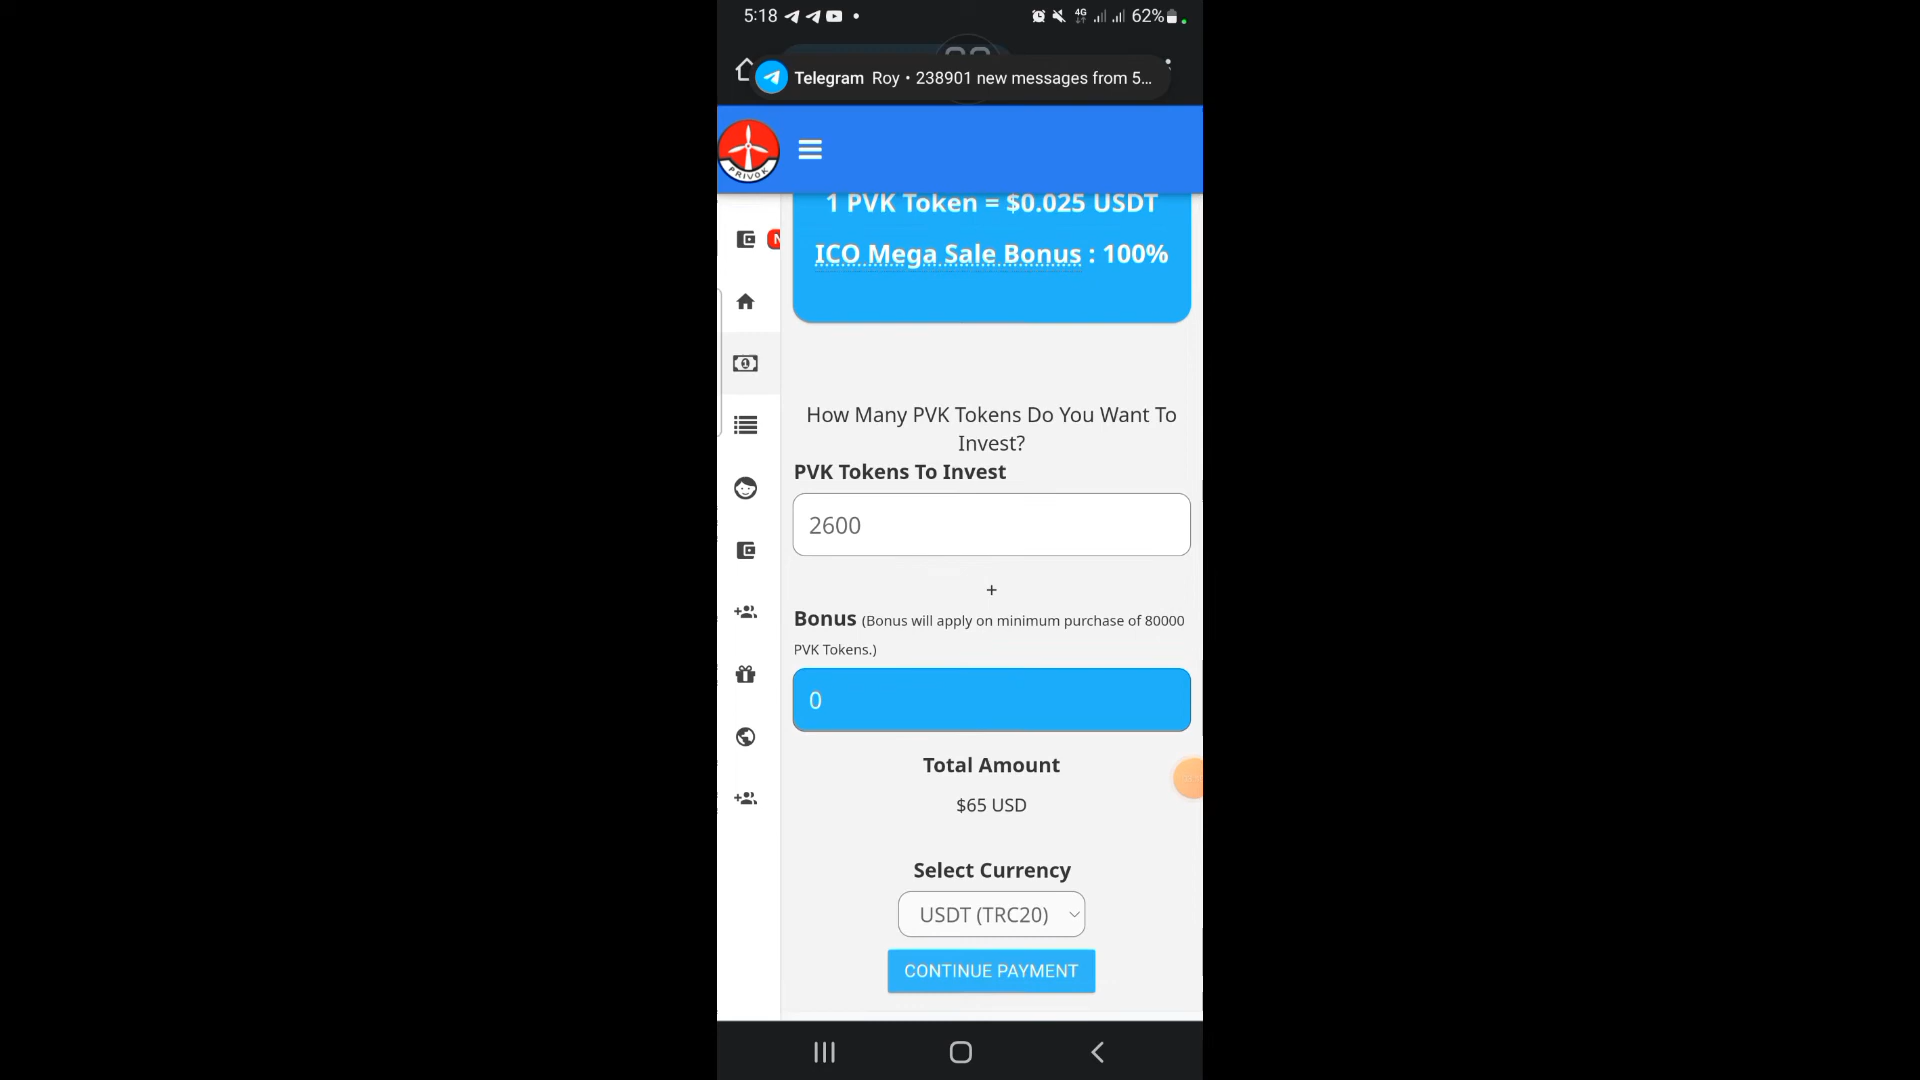 5:18
4G 62%
Telegram Roy • 238901 new messages from 5...
PRIVOK
1 PVK Token = $0.025 USDT
ICO Mega Sale Bonus : 100%
How Many PVK Tokens Do You Want To
Invest?
PVK Tokens To Invest
2600
+
Bonus (Bonus will apply on minimum purchase of 80000
PVK Tokens.)
0
Total Amount
$65 USD
Select Currency
USDT (TRC20)
CONTINUE PAYMENT